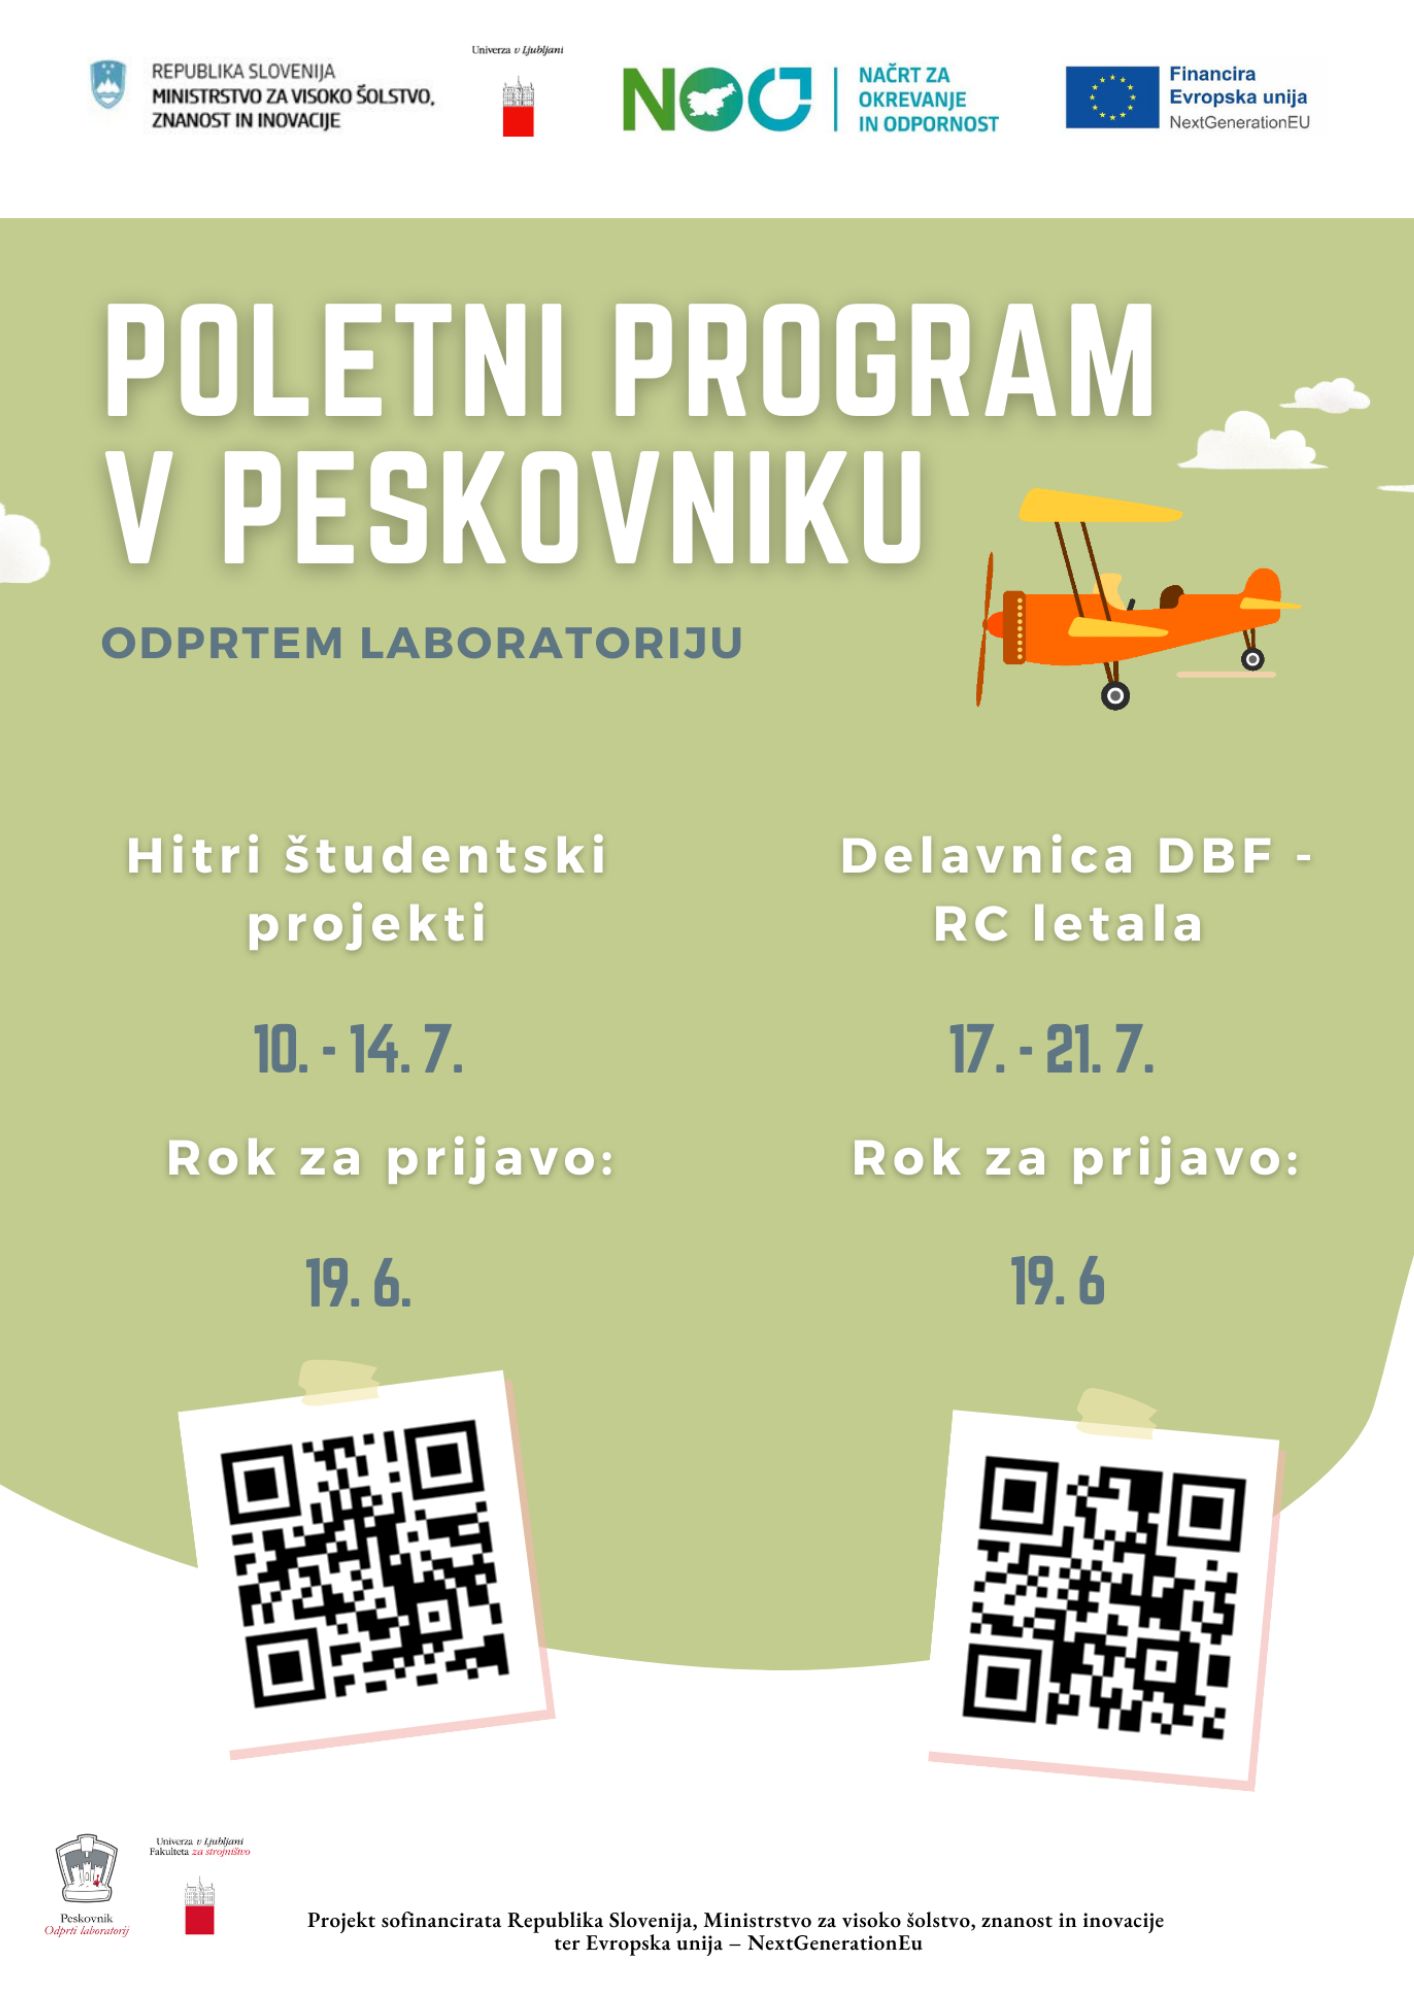 REPUBLIKA SLOVENIJA
MINISTRSTVO ZA VISOKO ŠOLSTVO,
ZNANOST IN INOVACIJE
Univerza v Ljubljani
NOO
NAČRT ZA
OKREVANJE
IN ODPORNOST
Financira
Evropska unija
NextGenerationEU
POLETNI PROGRAM
V PESKOVNIKU
ODPRTEM LABORATORIJU
Hitri študentski
projekti
10. - 14. 7.
Rok za prijavo:
19. 6.
Delavnica DBF -
RC letala
17. - 21. 7.
Rok za prijavo:
19. 6
Peskovnik
Odprti laboratorij
Univerza v Ljubljani
Fakulteta za strojništvo
Projekt sofinancirata Republika Slovenija, Ministrstvo za visoko šolstvo, znanost in inovacije
ter Evropska unija – NextGenerationEu